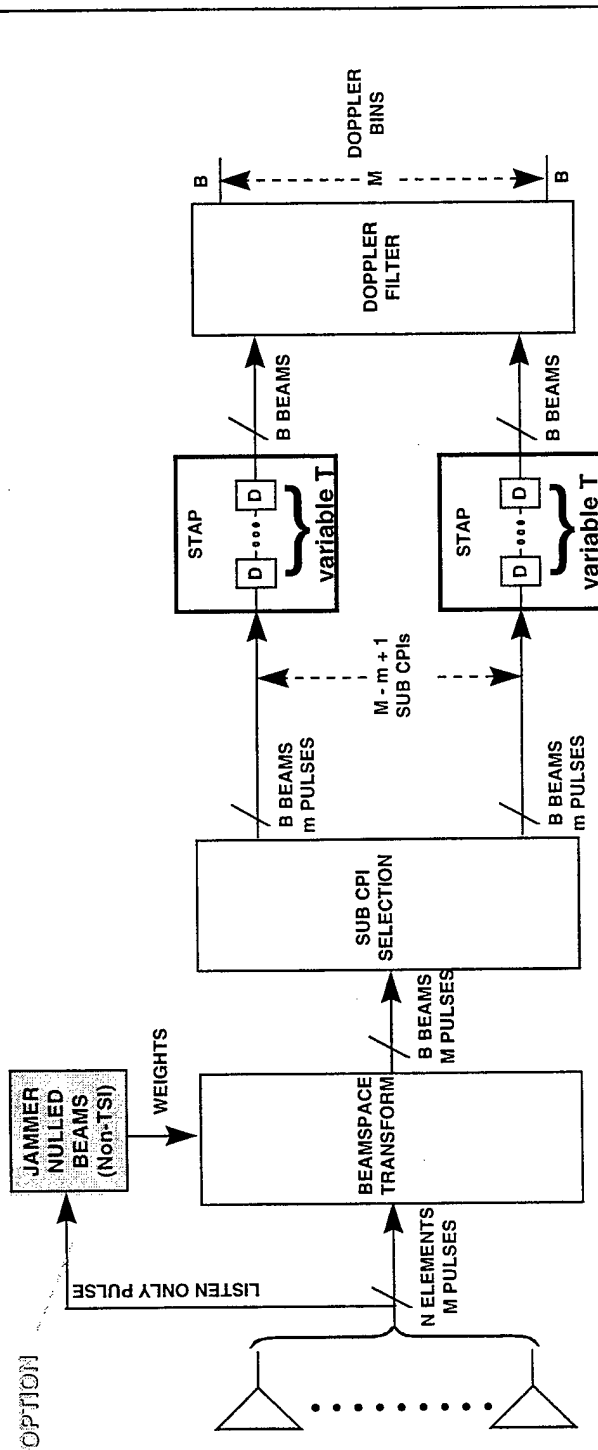 OPTION
LISTEN ONLY PULSE
JAMMER
NULLED
BEAMS
(Non-TSI)
WEIGHTS
N ELEMENTS
M PULSES
BEAMSPACE
TRANSFORM
B BEAMS
M PULSES
SUB CPI
SELECTION
B BEAMS
m PULSES
B BEAMS
m PULSES
M - m + 1
SUB CPIs
STAP
D
D
variable T
STAP
D
D
variable T
B BEAMS
B BEAMS
DOPPLER
FILTER
B
M
B
DOPPLER
BINS